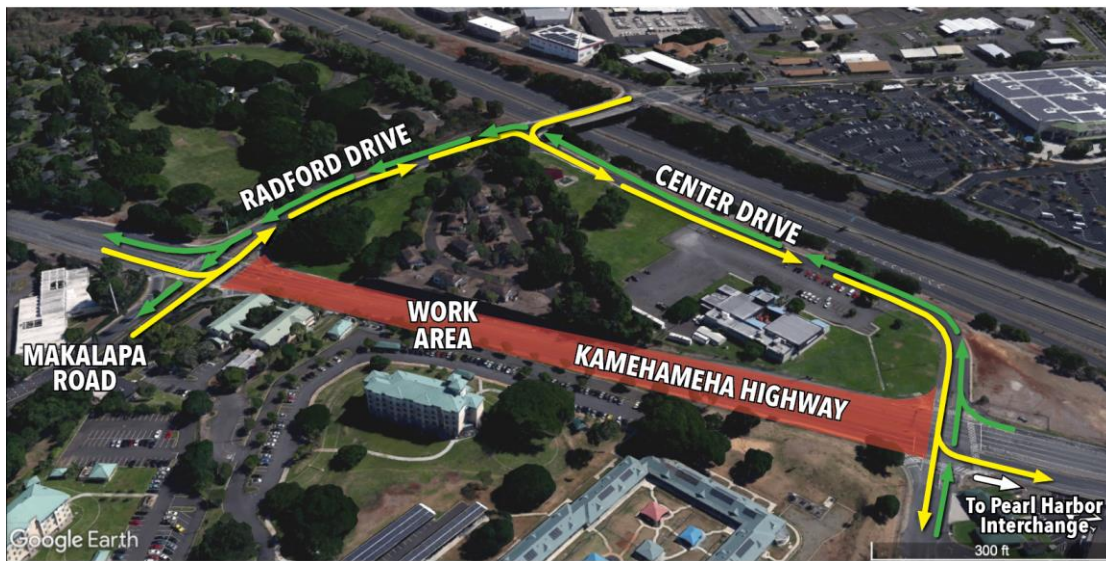 RADFORD DRIVE
CENTER DRIVE
WORK
AREA
KAMEHAMEHA HIGHWAY
MAKALAPA
ROAD
To Pearl Harbor
Interchange
Google Earth
300 ft